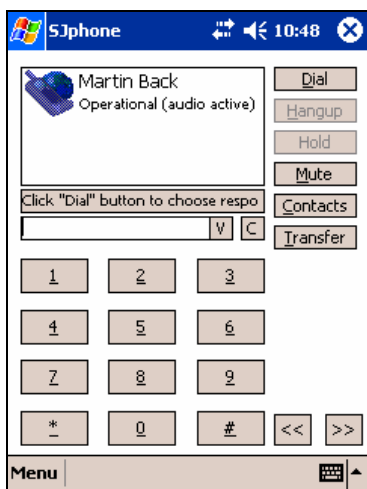 SJphone 10:48
Martin Back
Operational (audio active)
Dial
Hangup
Hold
Mute
Click "Dial" button to choose respo
Contacts
V C
Transfer
1 2 3
4 5 6
7 8 9
* 0 # << >>
Menu